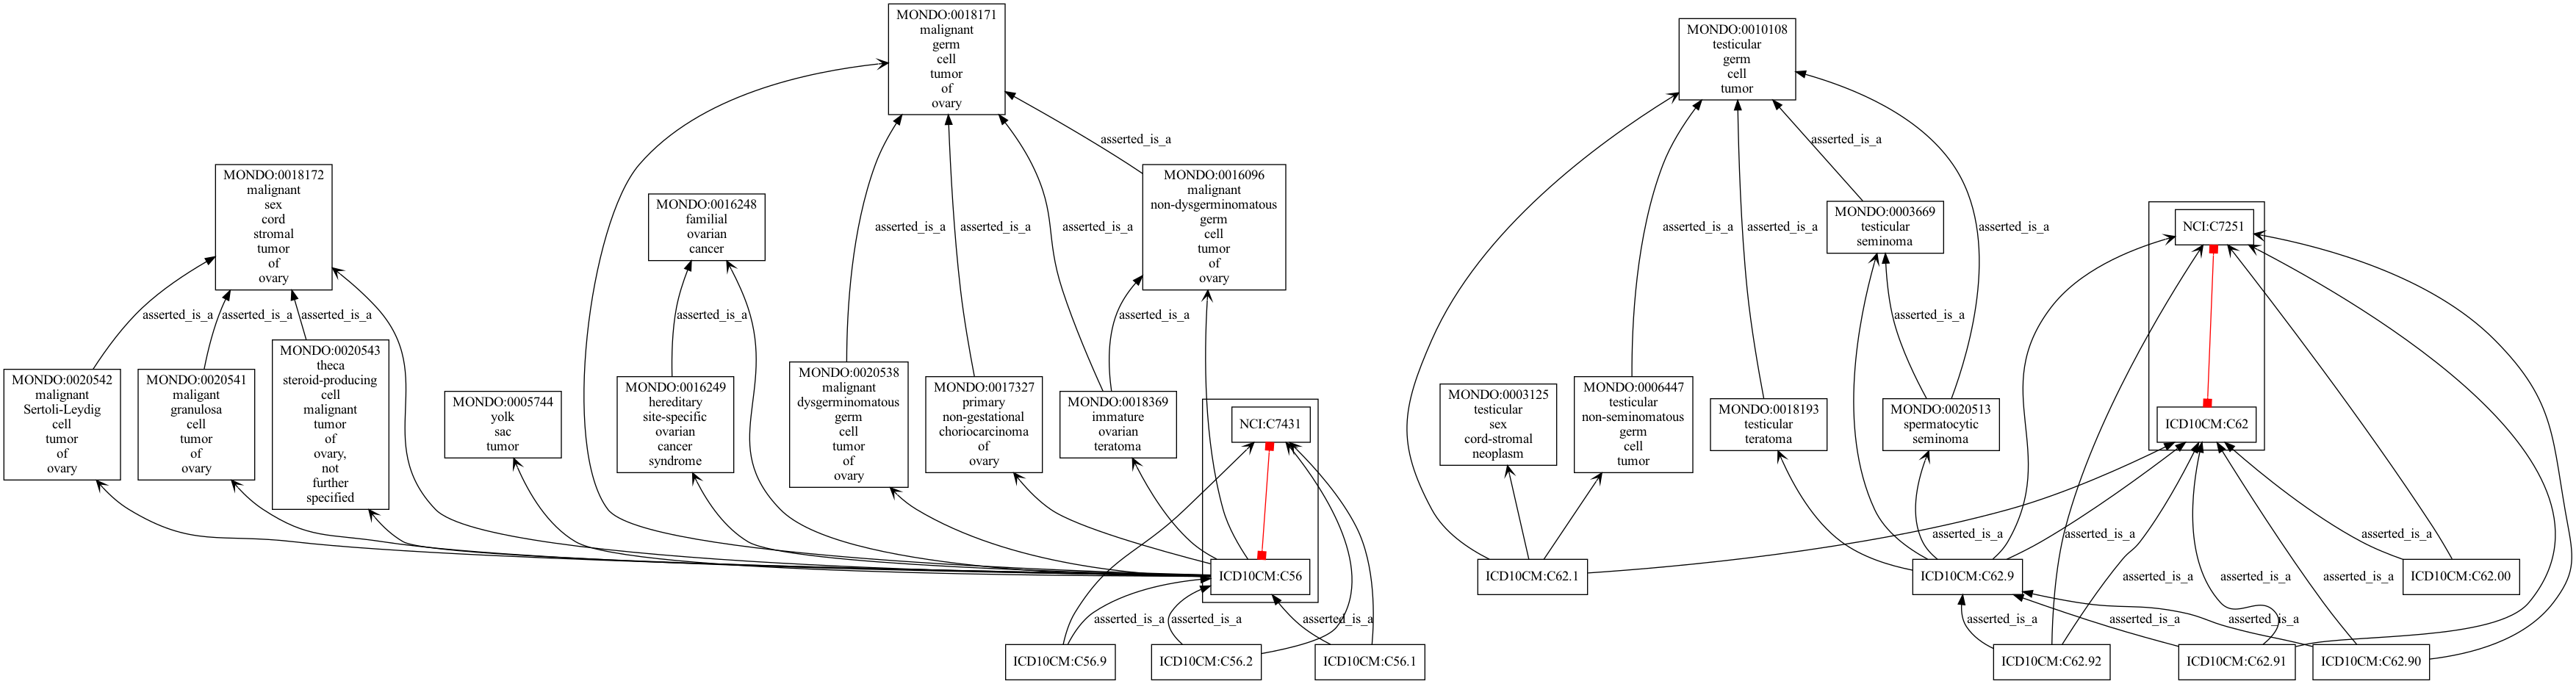 MONDO:0018171
malignant
germ
cell
tumor
of
ovary
MONDO:0010108
testicular
germ
cell
tumor
asserted_is_a
asserted_is_a
MONDO:0018172
malignant
sex
cord
stromal
tumor
of
ovary
MONDO:0016248
familial
ovarian
cancer
asserted_is_a
asserted_is_a
asserted_is_a
MONDO:0016096
malignant
non-dysgerminomatous
germ
cell
tumor
of
ovary
asserted_is_a
asserted_is_a
MONDO:0003669
testicular
seminoma
asserted_is_a
NCI:C7251
asserted_is_a
asserted_is_a
asserted_is_a
asserted_is_a
asserted_is_a
asserted_is_a
MONDO:0020542
malignant
Sertoli-Leydig
cell
tumor
of
ovary
MONDO:0020541
maligant
granulosa
cell
tumor
of
ovary
MONDO:0020543
theca
steroid-producing
cell
malignant
tumor
of
ovary,
not
further
specified
MONDO:0005744
yolk
sac
tumor
MONDO:0016249
hereditary
site-specific
ovarian
cancer
syndrome
MONDO:0020538
malignant
dysgerminomatous
germ
cell
tumor
of
ovary
MONDO:0017327
primary
non-gestational
choriocarcinoma
of
ovary
MONDO:0018369
immature
ovarian
teratoma
NCI:C7431
MONDO:0003125
testicular
sex
cord-stromal
neoplasm
MONDO:0006447
testicular
non-seminomatous
germ
cell
tumor
MONDO:0018193
testicular
teratoma
MONDO:0020513
spermatocytic
seminoma
ICD10CM:C62
asserted_is_a
asserted_is_a
asserted_is_a
ICD10CM:C56
ICD10CM:C62.1
ICD10CM:C62.9
asserted_is_a
asserted_is_a
asserted_is_a
ICD10CM:C62.00
asserted_is_a
asserted_is_a
asserted_is_a
asserted_is_a
asserted_is_a
asserted_is_a
ICD10CM:C56.9
ICD10CM:C56.2
ICD10CM:C56.1
ICD10CM:C62.92
ICD10CM:C62.91
ICD10CM:C62.90